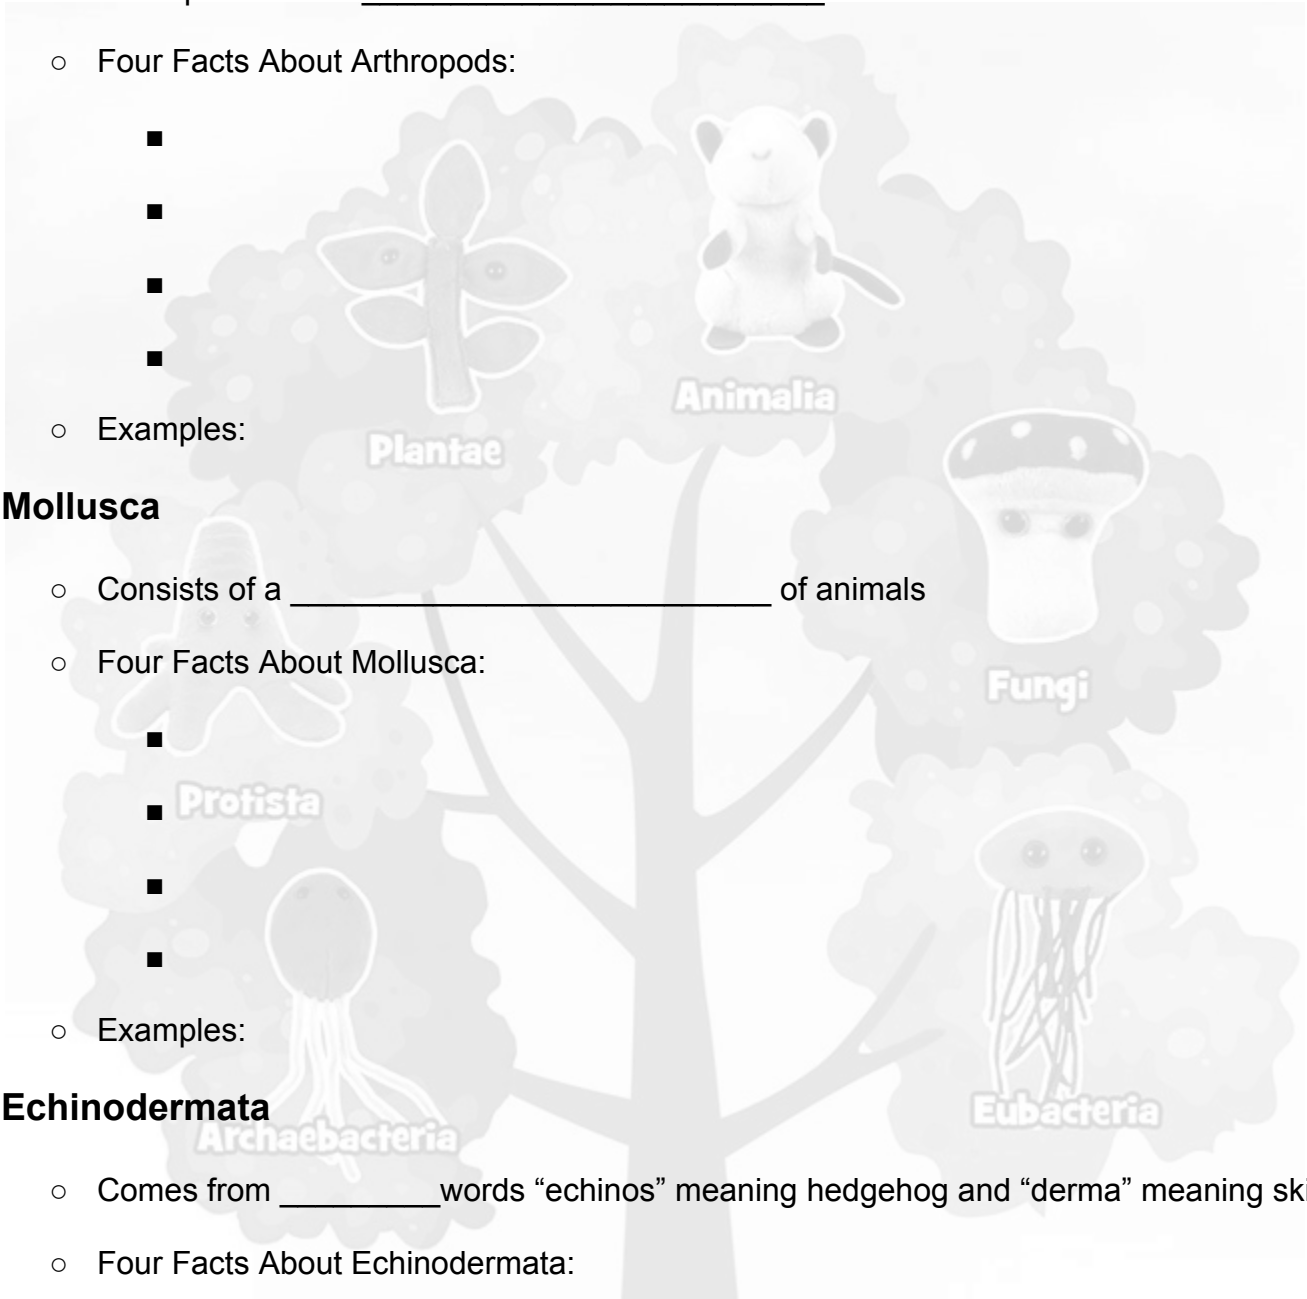 ○ Four Facts About Arthropods:
■
■
■
■
○ Examples:
Animalia
Plantae
Mollusca
○ Consists of a ___________________________ of animals
○ Four Facts About Mollusca:
Fungi
■
Protista
■
■
■
○ Examples:
Echinodermata
Eubacteria
Archaebacteria
○ Comes from _________words “echinos” meaning hedgehog and “derma” meaning ski
○ Four Facts About Echinodermata: